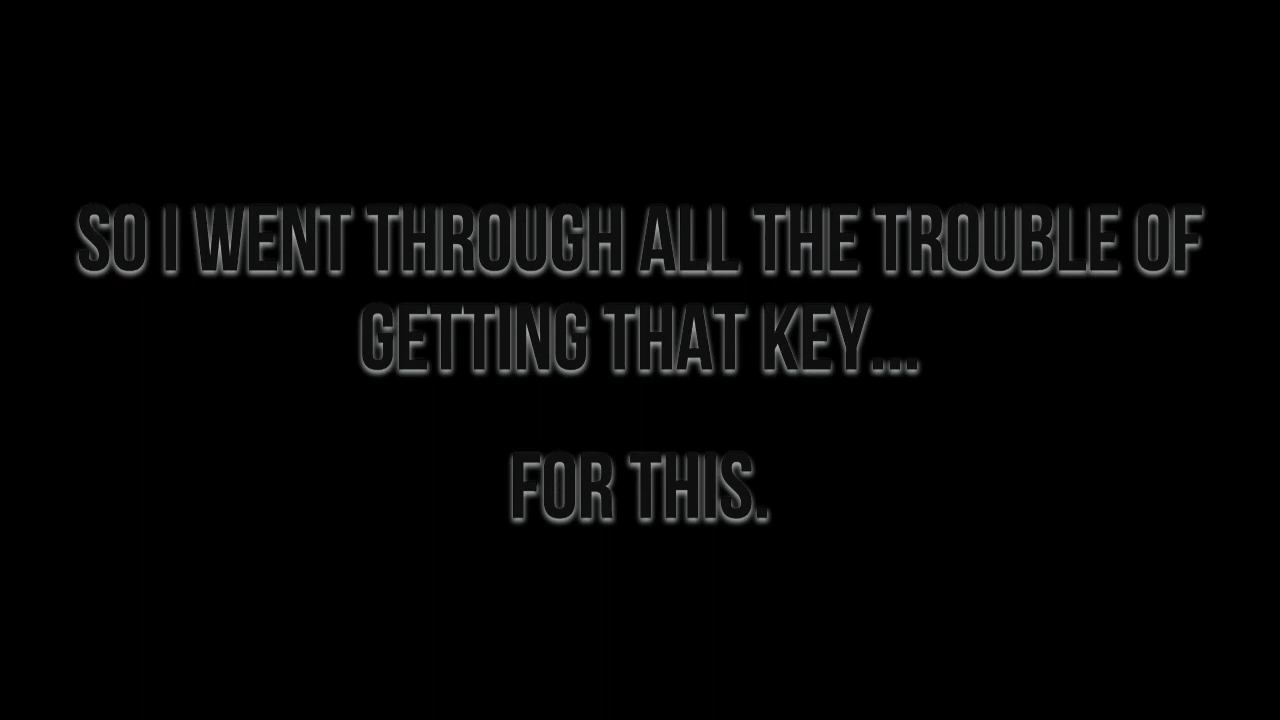 SO I WENT THROUGH ALL THE TROUBLE OF
GETTING THAT KEY...
FOR THIS.